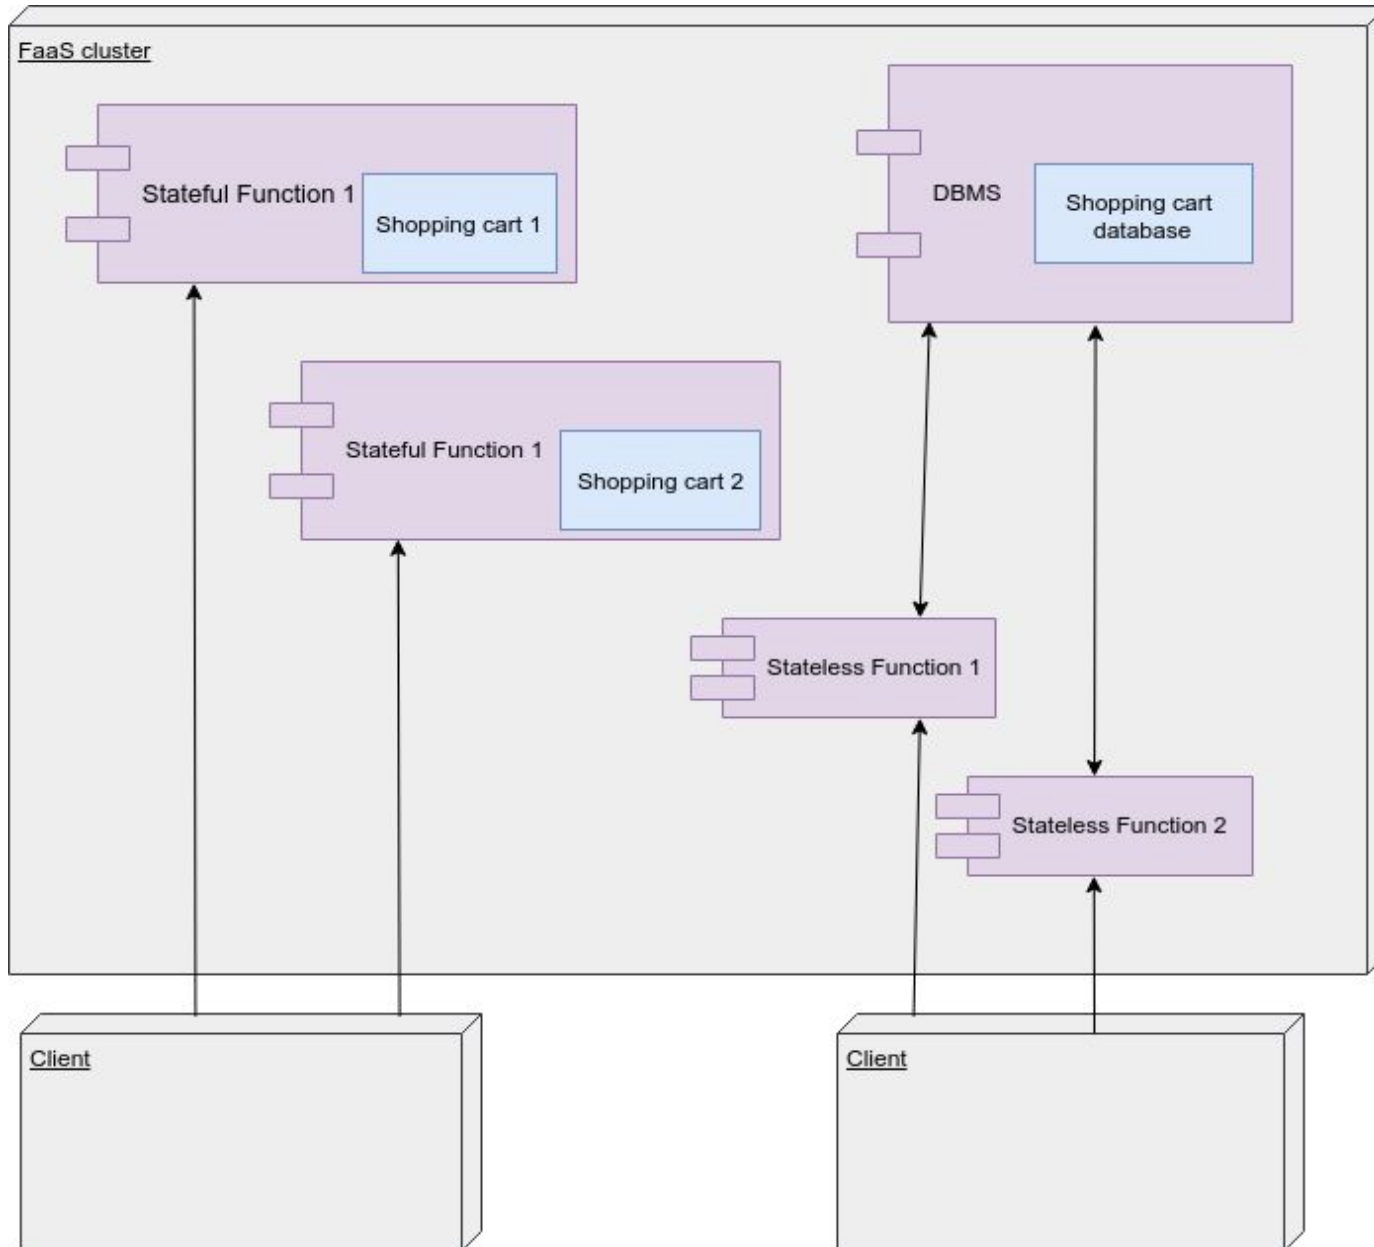 FaaS cluster
Stateful Function 1
Shopping cart 1
DBMS
Shopping cart
database
Stateful Function 1
Shopping cart 2
Stateless Function 1
Stateless Function 2
Client
Client